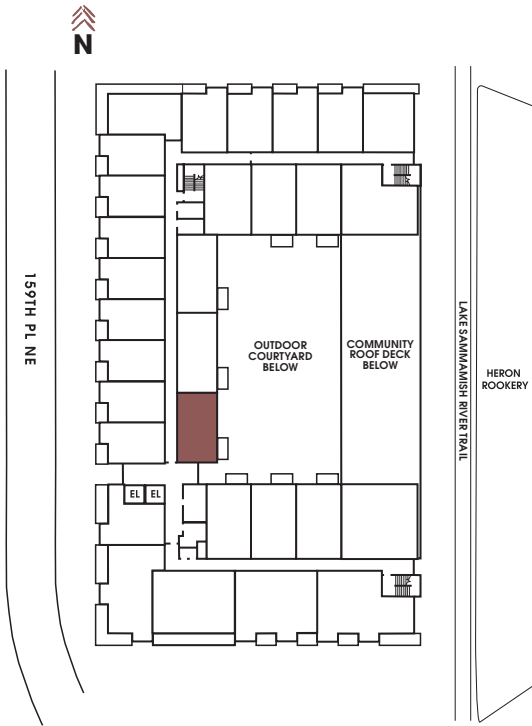 N
159TH PL NE
OUTDOOR
COURTYARD
BELOW
COMMUNITY
ROOF DECK
BELOW
LAKE SAMMAMISH RIVER TRAIL
HERON
ROOKERY
EL EL